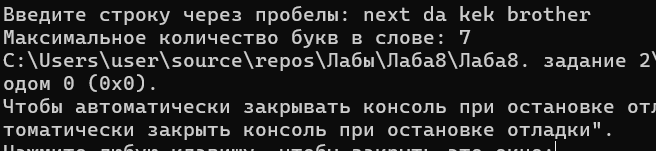 Введите строку через пробелы: next da kek brother
Максимальное количество букв в слове: 7
C:\Users\user\source\repos\Лабы\Лаба8\Лаба8. задание 2\
одом 0 (0x0).
Чтобы автоматически закрывать консоль при остановке отл
томатически закрыть консоль при остановке отладки".
Нажмите любую клавишу, чтобы закрыть это окно: